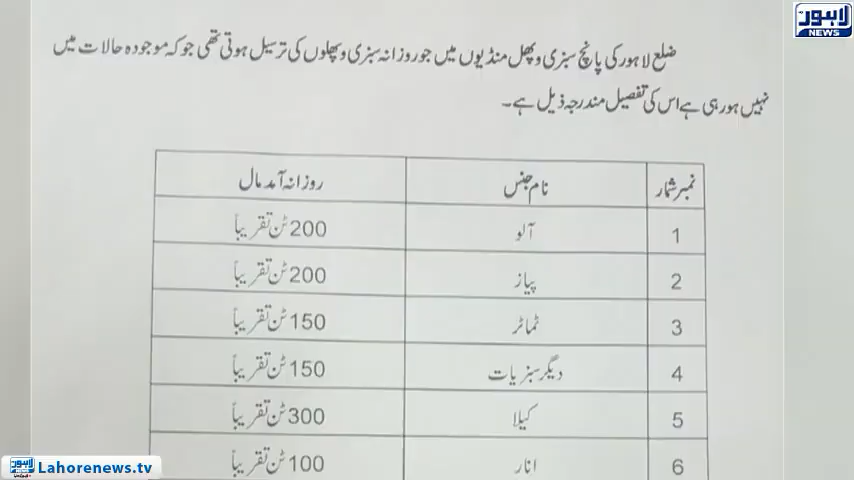 لاہور
NEWS
ضلع لاہور کی پانچ سبزی و پھل منڈیوں میں جو روزانہ سبزی و پھلوں کی ترسیل ہوتی تھی جو کہ موجودہ حالات میں
نہیں ہو رہی ہے اس کی تفصیل مندرجہ ذیل ہے۔
نمبر شمار نام جنس روزانہ آمد مال
1 آلو 200 ٹن تقریباً
2 پیاز 200 ٹن تقریباً
3 ٹماٹر 150 ٹن تقریباً
4 دیگر سبزیات 150 ٹن تقریباً
5 کیلا 300 ٹن تقریباً
6 انار 100 ٹن تقریباً
لاہور Lahorenews.tv